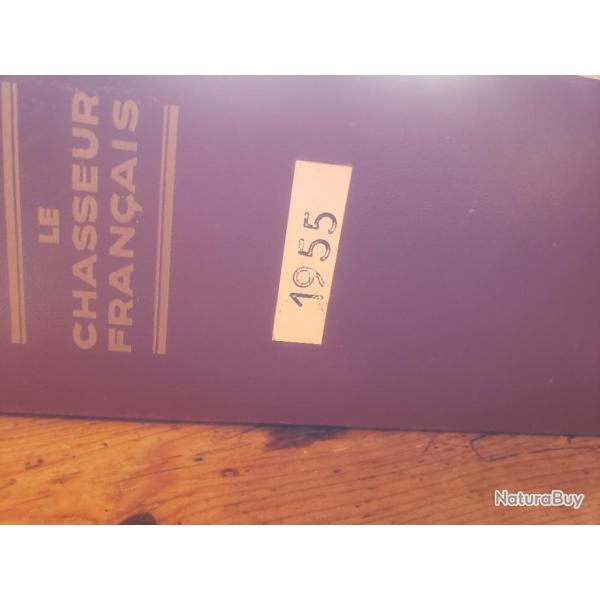 LE
CHASSEUR
FRANÇAIS
1955
NaturaBuy